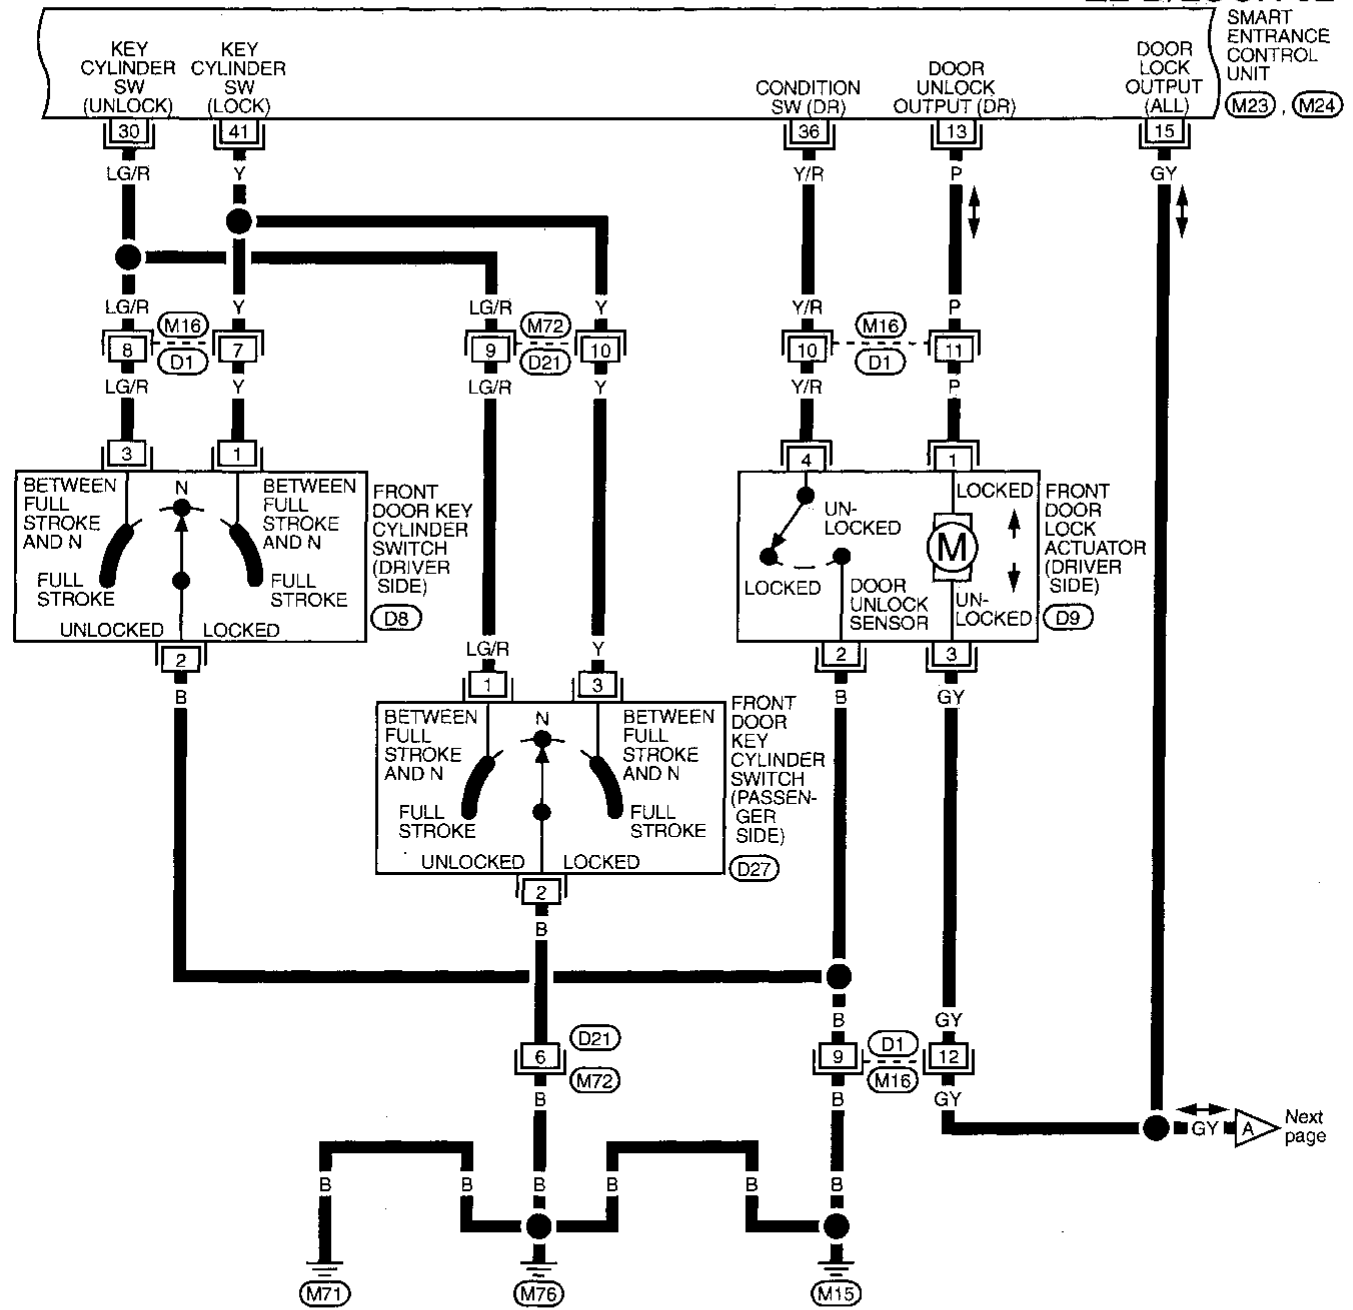 SMART
ENTRANCE
CONTROL
UNIT
M23 , M24
KEY
CYLINDER
SW
(UNLOCK)
KEY
CYLINDER
SW
(LOCK)
CONDITION
SW (DR)
DOOR
UNLOCK
OUTPUT (DR)
DOOR
LOCK
OUTPUT
(ALL)
30
41
36
13
15
LG/R
Y
Y/R
P
GY
LG/R
Y
LG/R
Y
Y/R
P
8
M16
D1
7
9
M72
D21
10
10
M16
D1
11
LG/R
Y
LG/R
Y
Y/R
P
3
1
4
1
BETWEEN
FULL
STROKE
AND N
N
BETWEEN
FULL
STROKE
AND N
FULL
STROKE
FULL
STROKE
UNLOCKED
LOCKED
FRONT
DOOR KEY
CYLINDER
SWITCH
(DRIVER
SIDE)
D8
UN-
LOCKED
LOCKED
DOOR
UNLOCK
SENSOR
LOCKED
M
UN-
LOCKED
FRONT
DOOR
LOCK
ACTUATOR
(DRIVER
SIDE)
D9
2
B
LG/R
Y
2
3
B
GY
1
3
BETWEEN
FULL
STROKE
AND N
N
BETWEEN
FULL
STROKE
AND N
FULL
STROKE
FULL
STROKE
UNLOCKED
LOCKED
FRONT
DOOR
KEY
CYLINDER
SWITCH
(PASSEN-
GER
SIDE)
D27
2
B
B
GY
6
D21
M72
9
D1
M16
12
B
B
GY
GY
A
Next
page
B
B
B
B
B
B
M71
M76
M15